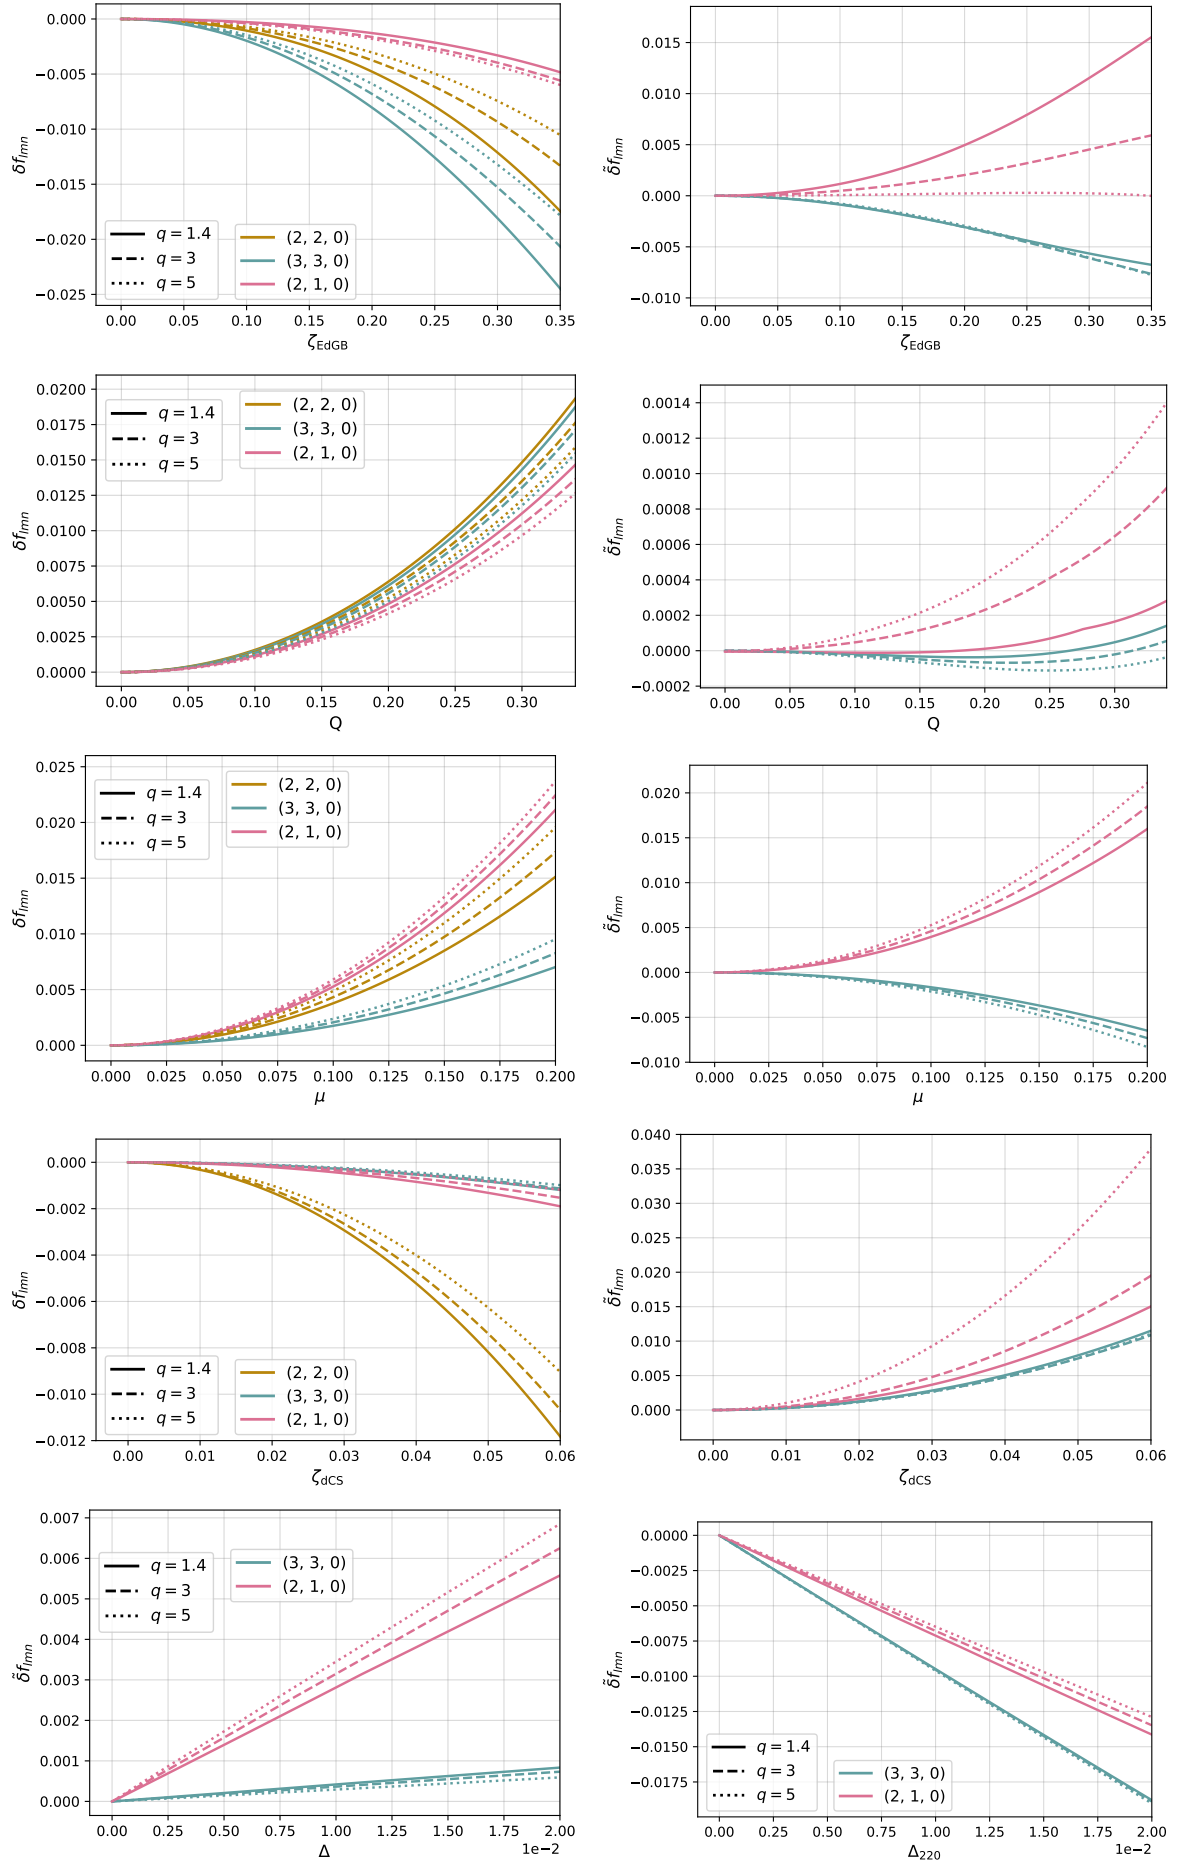 0.000
−0.005
−0.010
−0.015
−0.020
−0.025
δf_lmn
q = 1.4
q = 3
q = 5
(2, 2, 0)
(3, 3, 0)
(2, 1, 0)
0.00 0.05 0.10 0.15 0.20 0.25 0.30 0.35
ζ_EdGB
0.015
0.010
0.005
0.000
−0.005
−0.010
δ̃f_lmn
0.00 0.05 0.10 0.15 0.20 0.25 0.30 0.35
ζ_EdGB
0.0200
0.0175
0.0150
0.0125
0.0100
0.0075
0.0050
0.0025
0.0000
δf_lmn
q = 1.4
q = 3
q = 5
(2, 2, 0)
(3, 3, 0)
(2, 1, 0)
0.00 0.05 0.10 0.15 0.20 0.25 0.30
Q
0.0014
0.0012
0.0010
0.0008
0.0006
0.0004
0.0002
0.0000
−0.0002
δ̃f_lmn
0.00 0.05 0.10 0.15 0.20 0.25 0.30
Q
0.025
0.020
0.015
0.010
0.005
0.000
δf_lmn
q = 1.4
q = 3
q = 5
(2, 2, 0)
(3, 3, 0)
(2, 1, 0)
0.000 0.025 0.050 0.075 0.100 0.125 0.150 0.175 0.200
μ
0.020
0.015
0.010
0.005
0.000
−0.005
−0.010
δ̃f_lmn
0.000 0.025 0.050 0.075 0.100 0.125 0.150 0.175 0.200
μ
0.000
−0.002
−0.004
−0.006
−0.008
−0.010
−0.012
δf_lmn
q = 1.4
q = 3
q = 5
(2, 2, 0)
(3, 3, 0)
(2, 1, 0)
0.00 0.01 0.02 0.03 0.04 0.05 0.06
ζ_dCS
0.040
0.035
0.030
0.025
0.020
0.015
0.010
0.005
0.000
δ̃f_lmn
0.00 0.01 0.02 0.03 0.04 0.05 0.06
ζ_dCS
0.007
0.006
0.005
0.004
0.003
0.002
0.001
0.000
δ̃f_lmn
q = 1.4
q = 3
q = 5
(3, 3, 0)
(2, 1, 0)
0.00 0.25 0.50 0.75 1.00 1.25 1.50 1.75 2.00
1e−2
Δ
0.0000
−0.0025
−0.0050
−0.0075
−0.0100
−0.0125
−0.0150
−0.0175
δ̃f_lmn
q = 1.4
q = 3
q = 5
(3, 3, 0)
(2, 1, 0)
0.00 0.25 0.50 0.75 1.00 1.25 1.50 1.75 2.00
1e−2
Δ_220